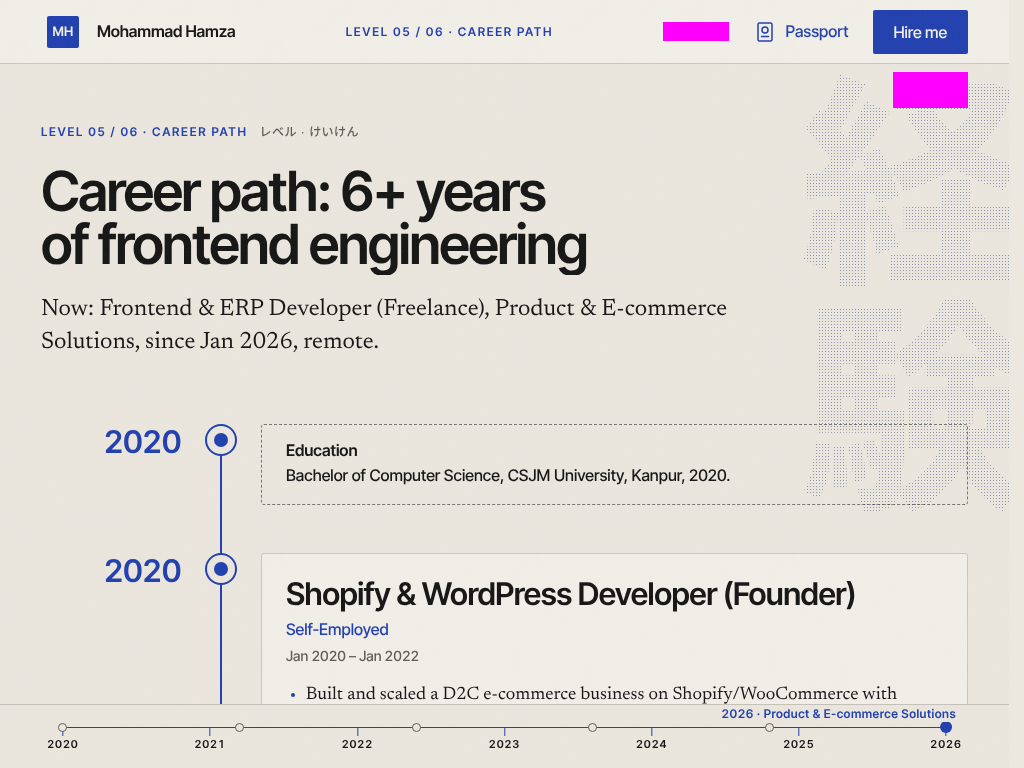 MH
Mohammad Hamza
LEVEL 05 / 06 · CAREER PATH
Passport
Hire me
LEVEL 05 / 06 · CAREER PATH レベル · けいけん
経験
Career path: 6+ years
of frontend engineering
Now: Frontend & ERP Developer (Freelance), Product & E-commerce
Solutions, since Jan 2026, remote.
2020
Education
Bachelor of Computer Science, CSJM University, Kanpur, 2020.
2020
Shopify & WordPress Developer (Founder)
Self-Employed
Jan 2020 – Jan 2022
• Built and scaled a D2C e-commerce business on Shopify/WooCommerce with
2026 · Product & E-commerce Solutions
2020 2021 2022 2023 2024 2025 2026